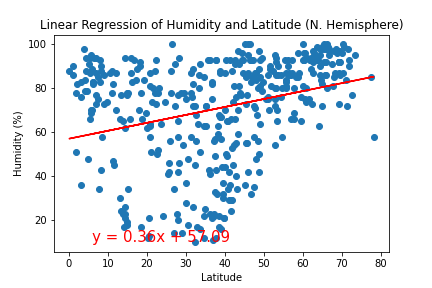 Linear Regression of Humidity and Latitude (N. Hemisphere)
100
80
60
40
20
Humidity (%)
y = 0.36x + 57.09
0 10 20 30 40 50 60 70 80
Latitude